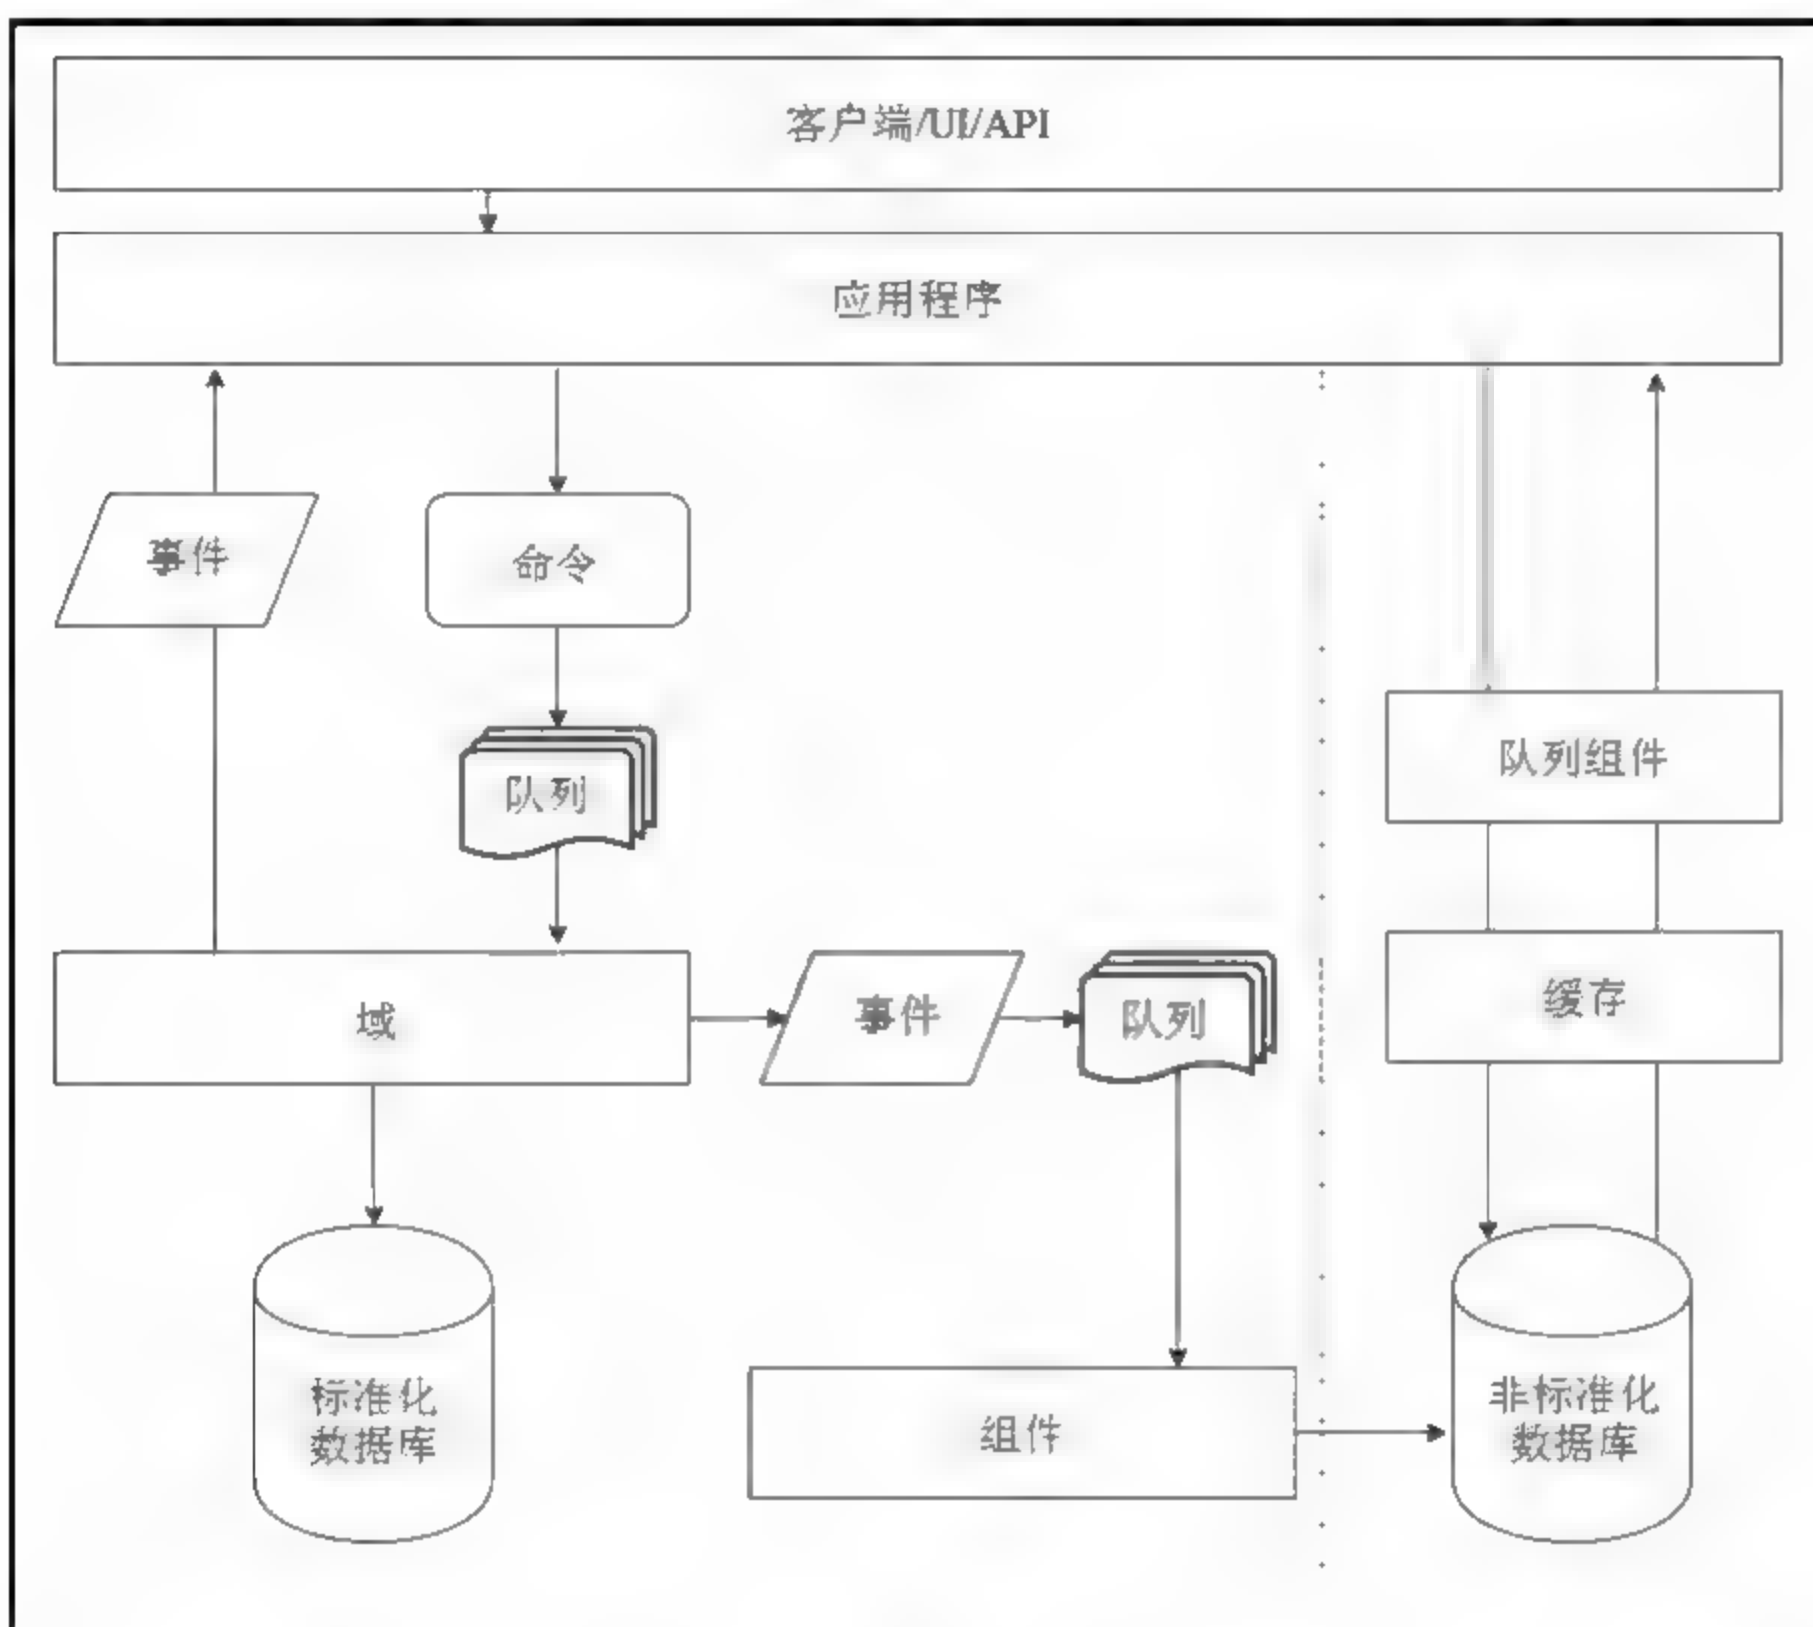 客户端/UI/API
应用程序
事件
命令
队列
队列组件
域
事件
队列
缓存
标准化
数据库
组件
非标准化
数据库